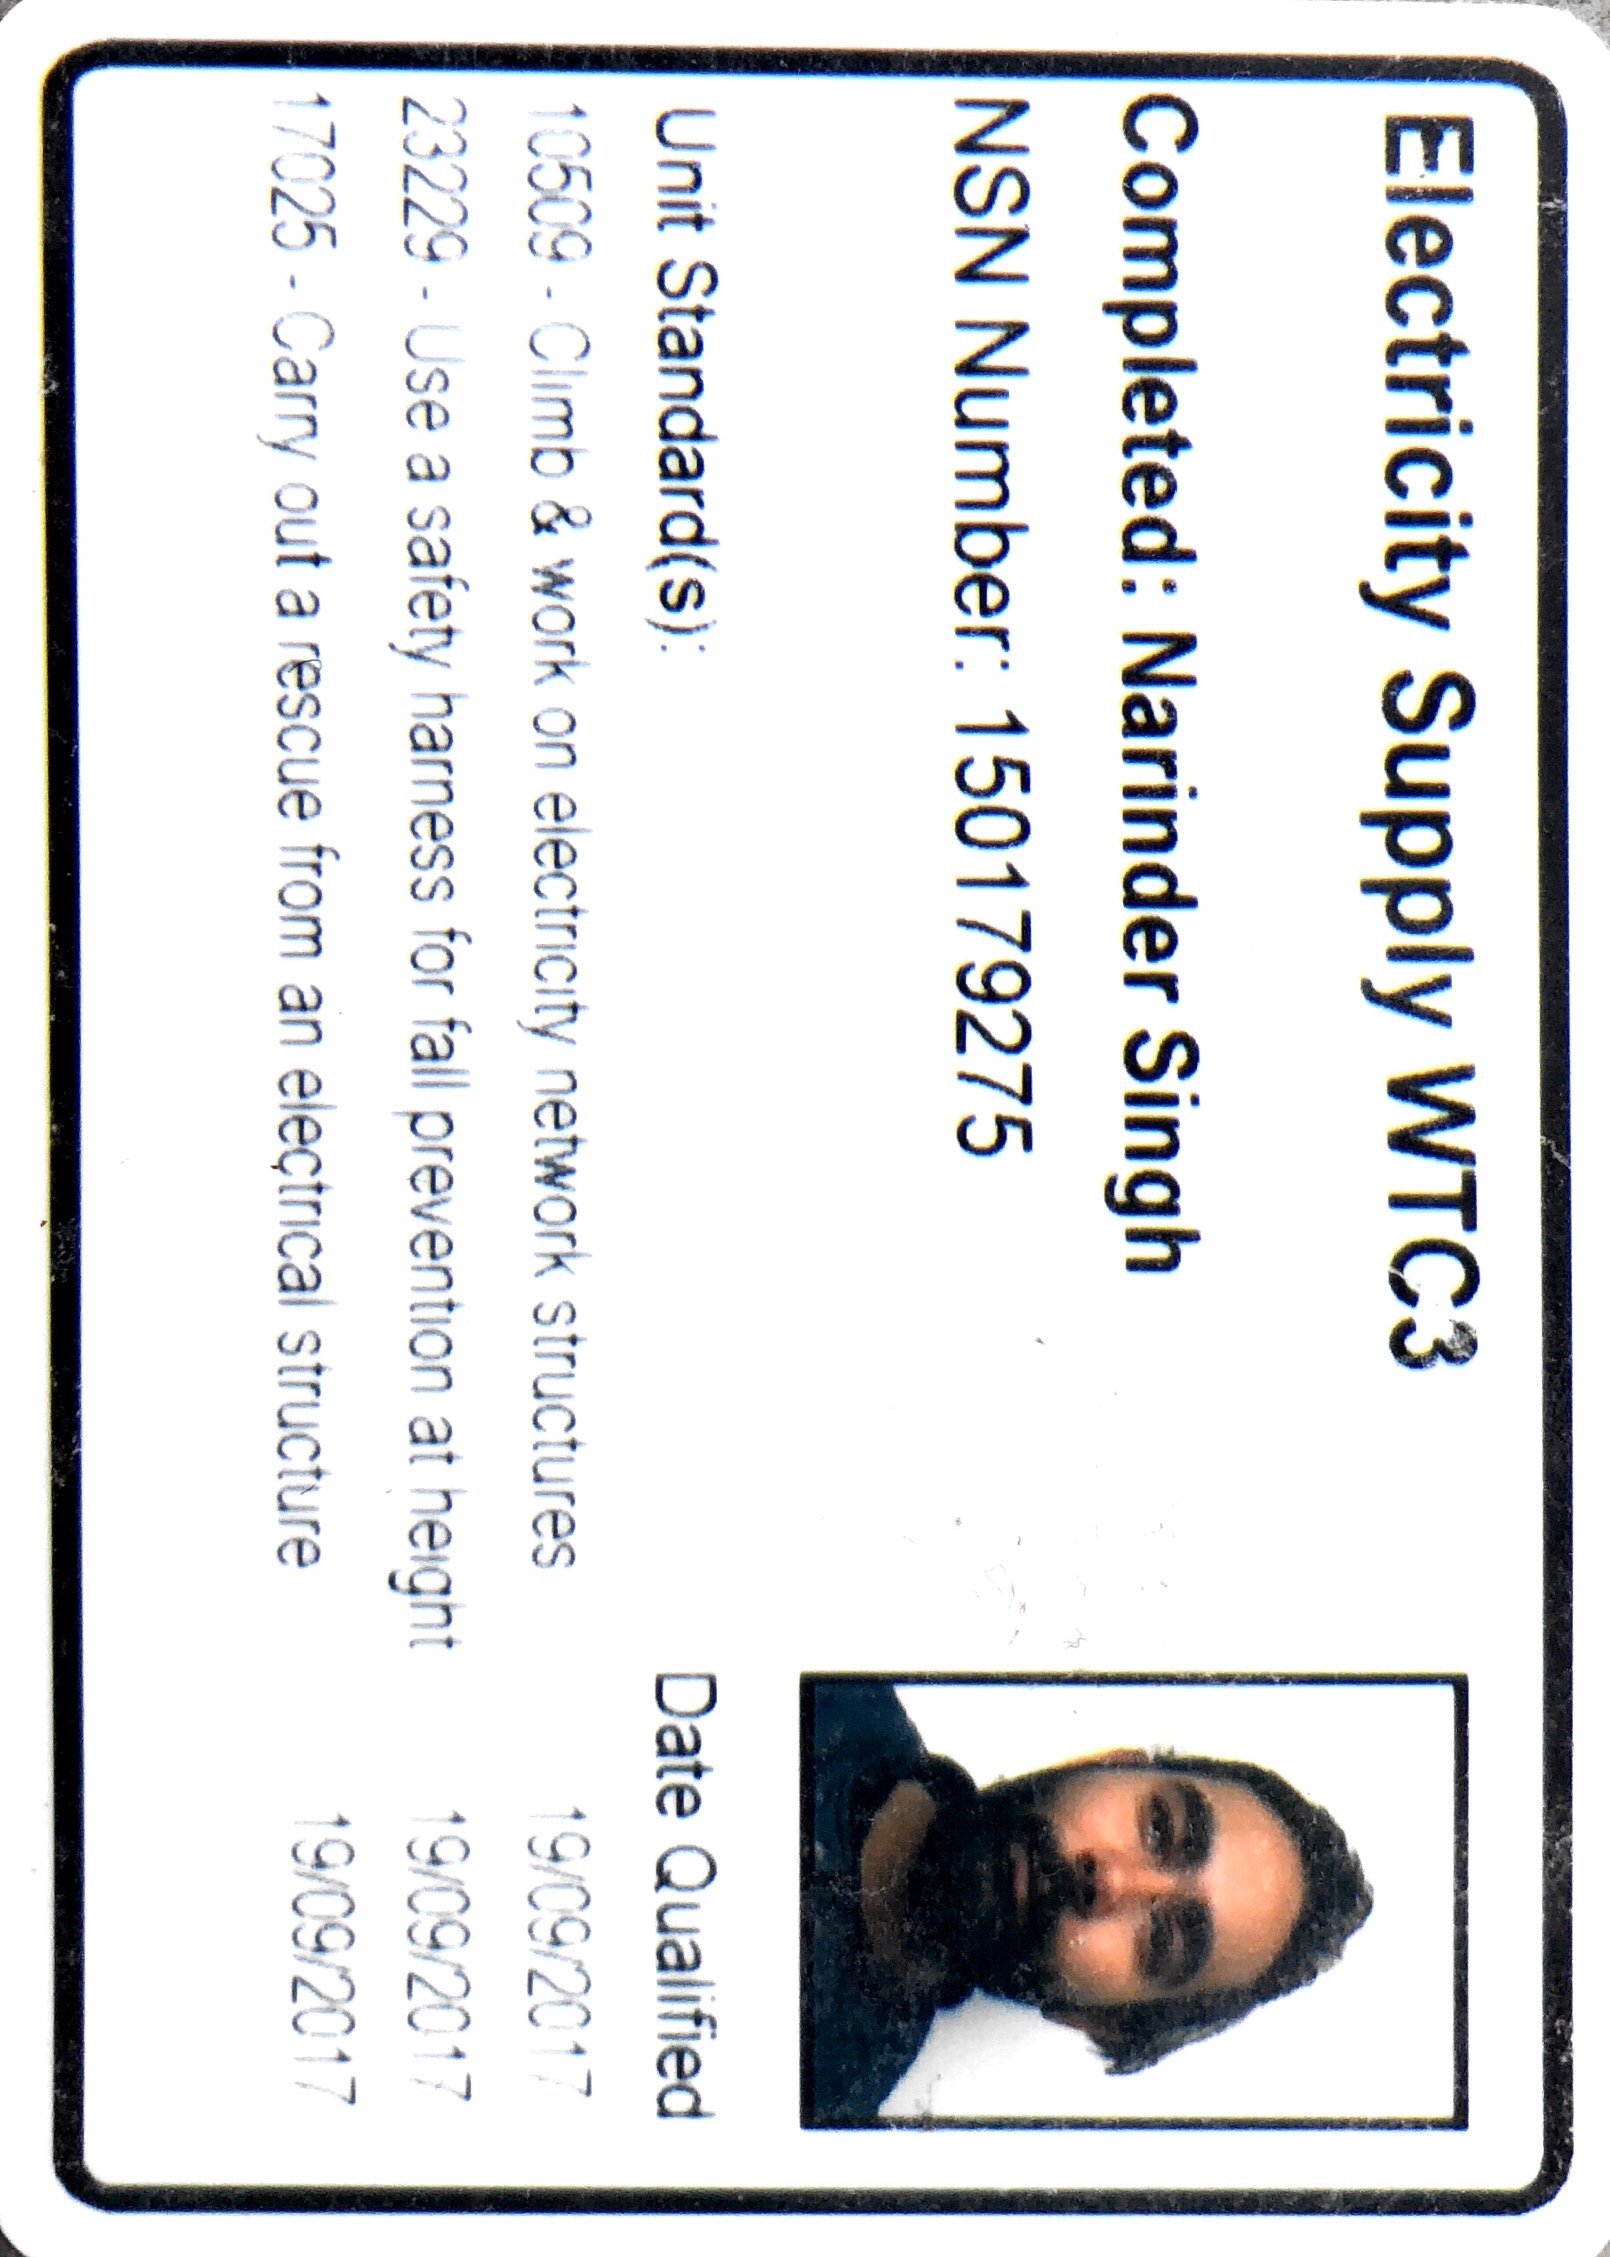 Electricity Supply WTC3
Completed: Narinder Singh
NSN Number: 150179275
Unit Standard(s): Date Qualified
10509 - Climb & work on electricity network structures 19/09/2017
23229 - Use a safety harness for fall prevention at height 19/09/2017
17025 - Carry out a rescue from an electrical structure 19/09/2017